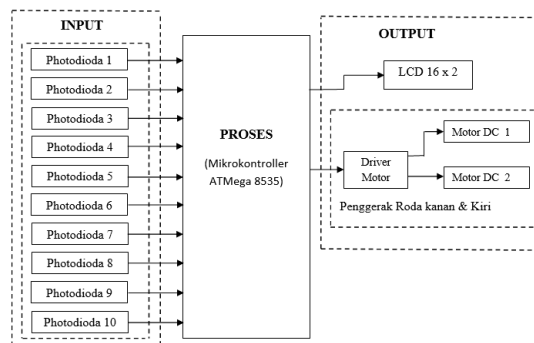 INPUT
Photodioda 1
Photodioda 2
Photodioda 3
Photodioda 4
Photodioda 5
Photodioda 6
Photodioda 7
Photodioda 8
Photodioda 9
Photodioda 10
PROSES
(Mikrokontroller
ATMega 8535)
OUTPUT
LCD 16 x 2
Driver
Motor
Motor DC 1
Motor DC 2
Penggerak Roda kanan & Kiri